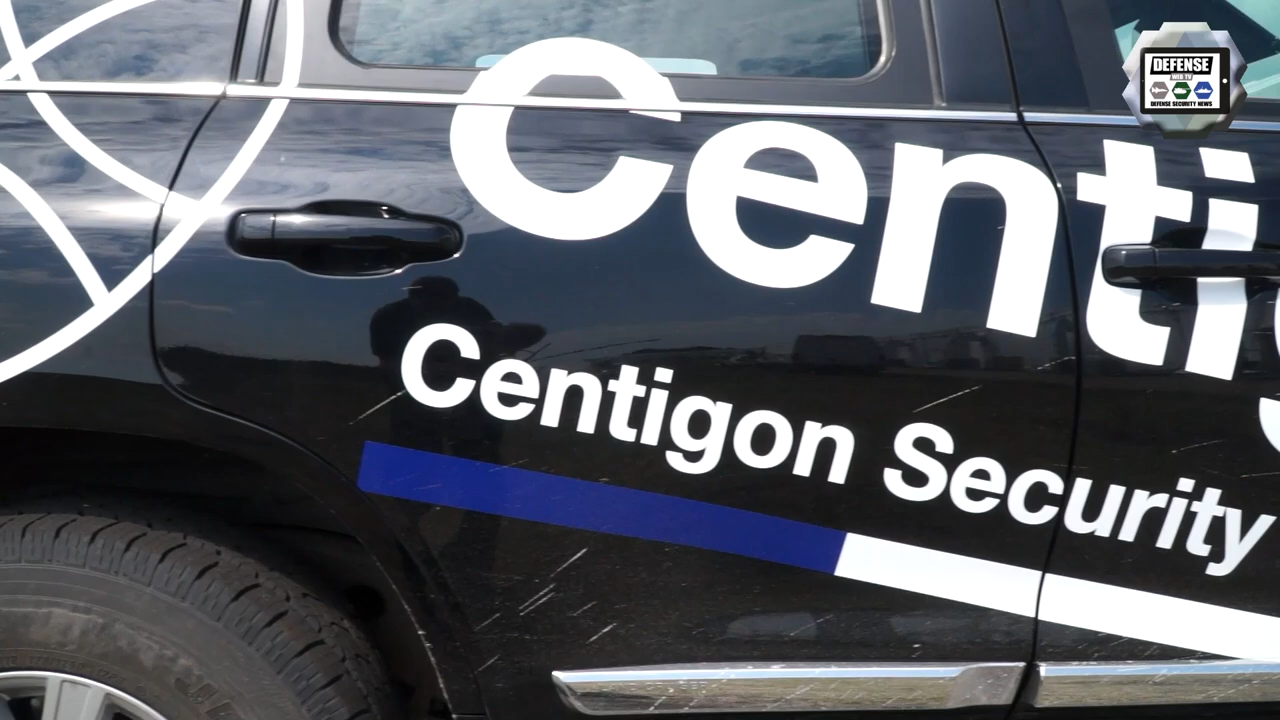 DEFENSE
WEB TV
DEFENSE SECURITY NEWS
Centi
Centigon Security